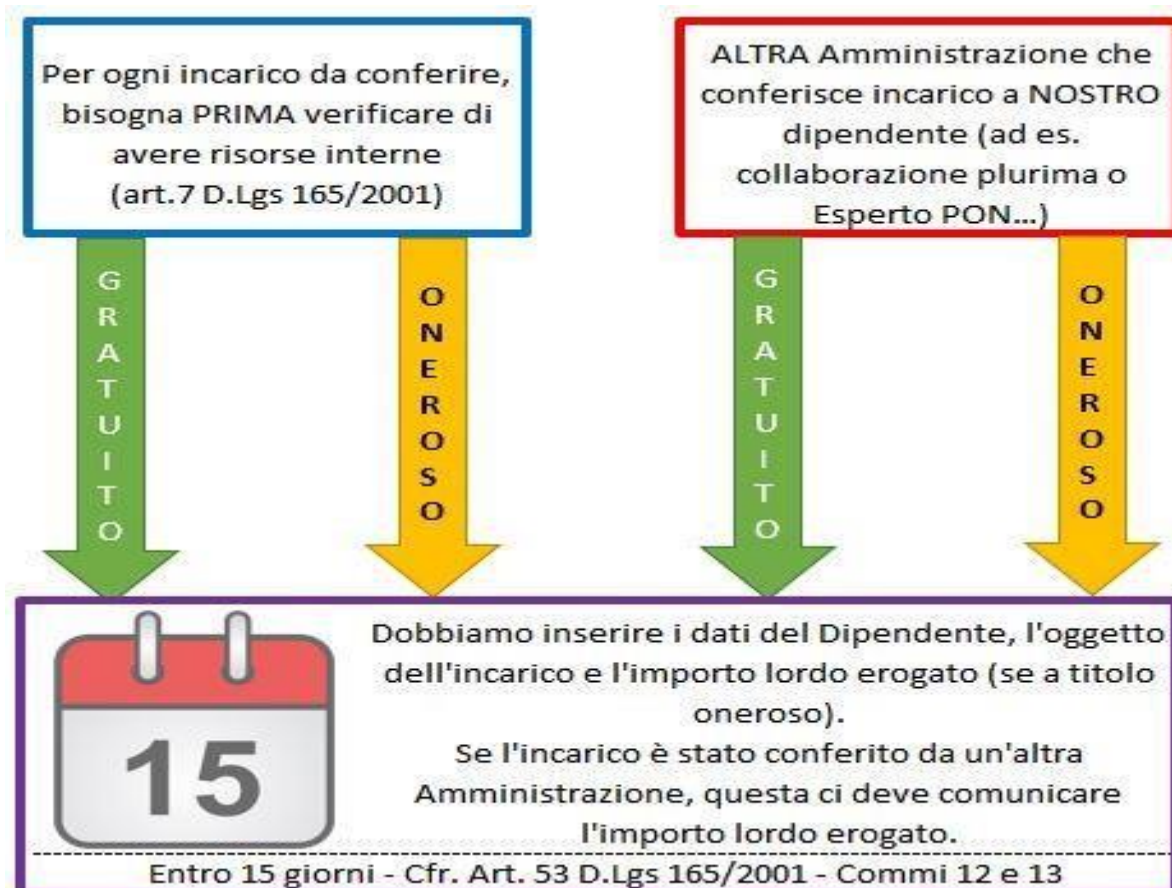 Per ogni incarico da conferire,
bisogna PRIMA verificare di
avere risorse interne
(art.7 D.Lgs 165/2001)
ALTRA Amministrazione che
conferisce incarico a NOSTRO
dipendente (ad es.
collaborazione plurima o
Esperto PON...)
GRATUITO
ONEROSO
GRATUITO
ONEROSO
15
Dobbiamo inserire i dati del Dipendente, l'oggetto
dell'incarico e l'importo lordo erogato (se a titolo
oneroso).
Se l'incarico è stato conferito da un'altra
Amministrazione, questa ci deve comunicare
l'importo lordo erogato.
Entro 15 giorni - Cfr. Art. 53 D.Lgs 165/2001 - Commi 12 e 13